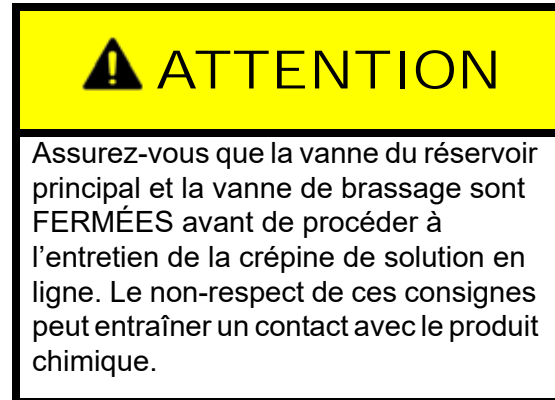 ATTENTION
Assurez-vous que la vanne du réservoir
principal et la vanne de brassage sont
FERMÉES avant de procéder à
l’entretien de la crépine de solution en
ligne. Le non-respect de ces consignes
peut entraîner un contact avec le produit
chimique.